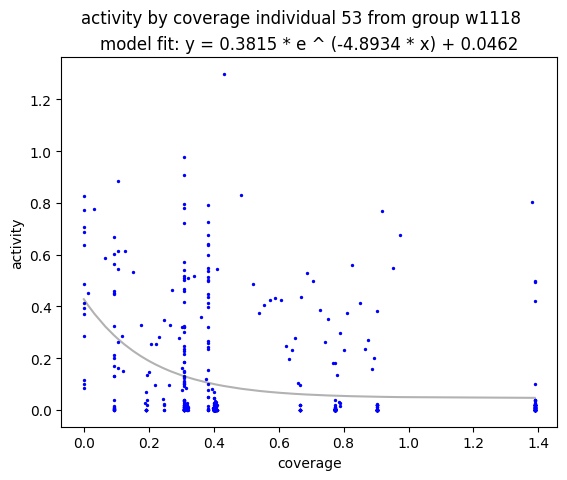 activity by coverage individual 53 from group w1118
model fit: y = 0.3815 * e ^ (-4.8934 * x) + 0.0462
1.2
1.0
0.8
0.6
0.4
0.2
0.0
activity
0.0 0.2 0.4 0.6 0.8 1.0 1.2 1.4
coverage